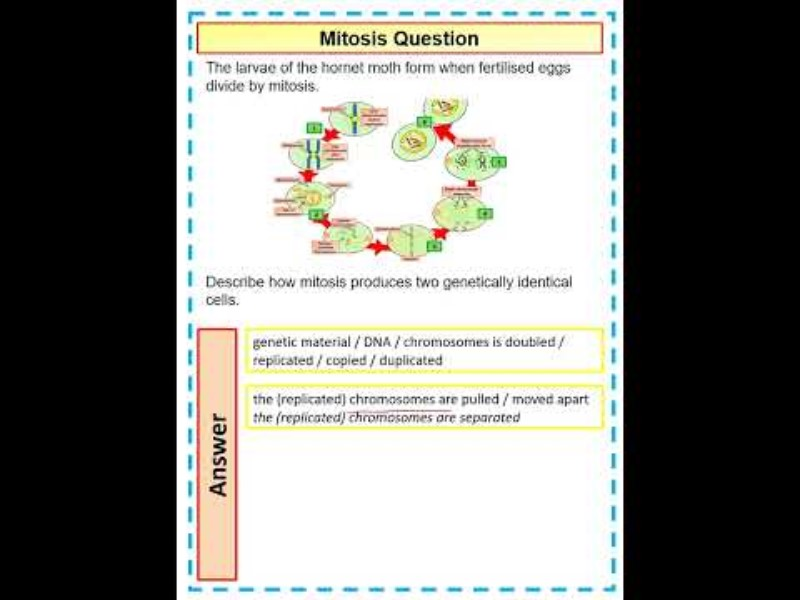 Mitosis Question
The larvae of the hornet moth form when fertilised eggs
divide by mitosis.
Describe how mitosis produces two genetically identical
cells.
genetic material / DNA / chromosomes is doubled /
replicated / copied / duplicated
the (replicated) chromosomes are pulled / moved apart
the (replicated) chromosomes are separated
Answer